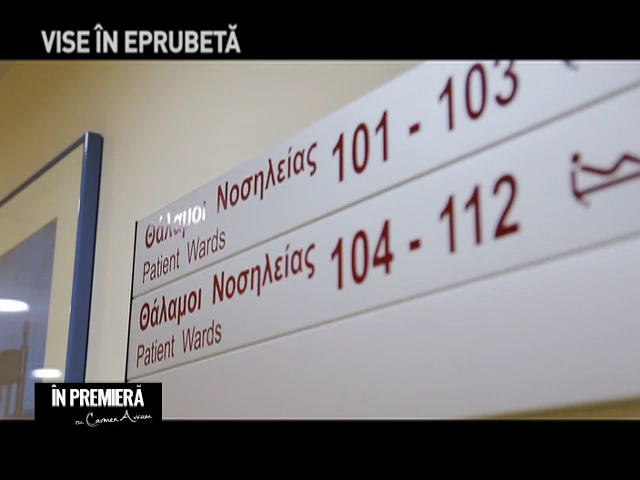 VISE ÎN EPRUBETĂ
Θάλαμοι Νοσηλείας 101 - 103
Patient Wards
Θάλαμοι Νοσηλείας 104 - 112
Patient Wards
ÎN PREMIERĂ
cu Carmen Avram